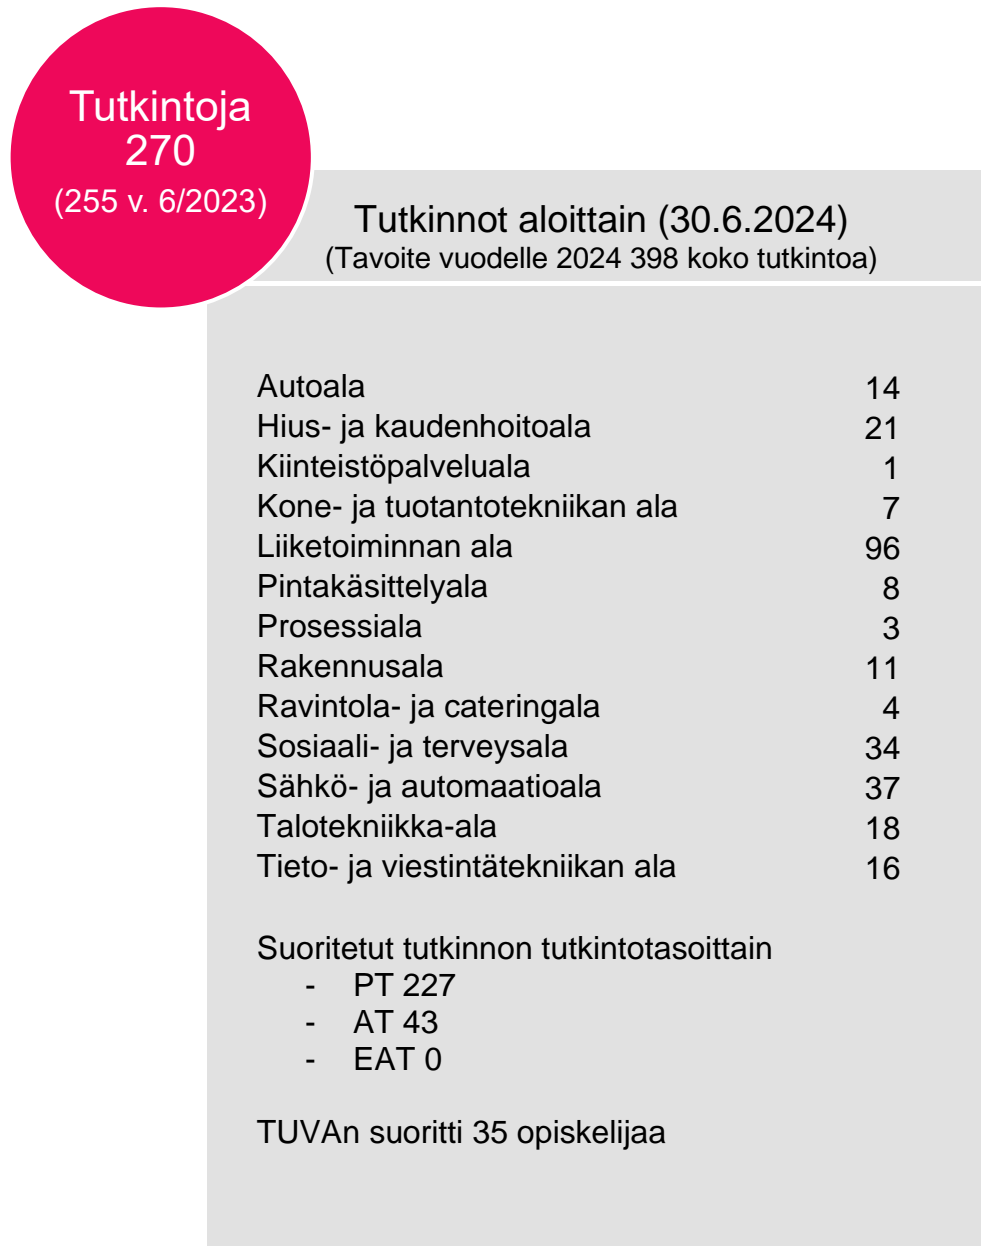 Tutkintoja
270
(255 v. 6/2023)
Tutkinnot aloittain (30.6.2024)
(Tavoite vuodelle 2024 398 koko tutkintoa)
Autoala 14
Hius- ja kaudenhoitoala 21
Kiinteistöpalveluala 1
Kone- ja tuotantotekniikan ala 7
Liiketoiminnan ala 96
Pintakäsittelyala 8
Prosessiala 3
Rakennusala 11
Ravintola- ja cateringala 4
Sosiaali- ja terveysala 34
Sähkö- ja automaatioala 37
Talotekniikka-ala 18
Tieto- ja viestintätekniikan ala 16
Suoritetut tutkinnon tutkintotasoittain
- PT 227
- AT 43
- EAT 0
TUVAn suoritti 35 opiskelijaa